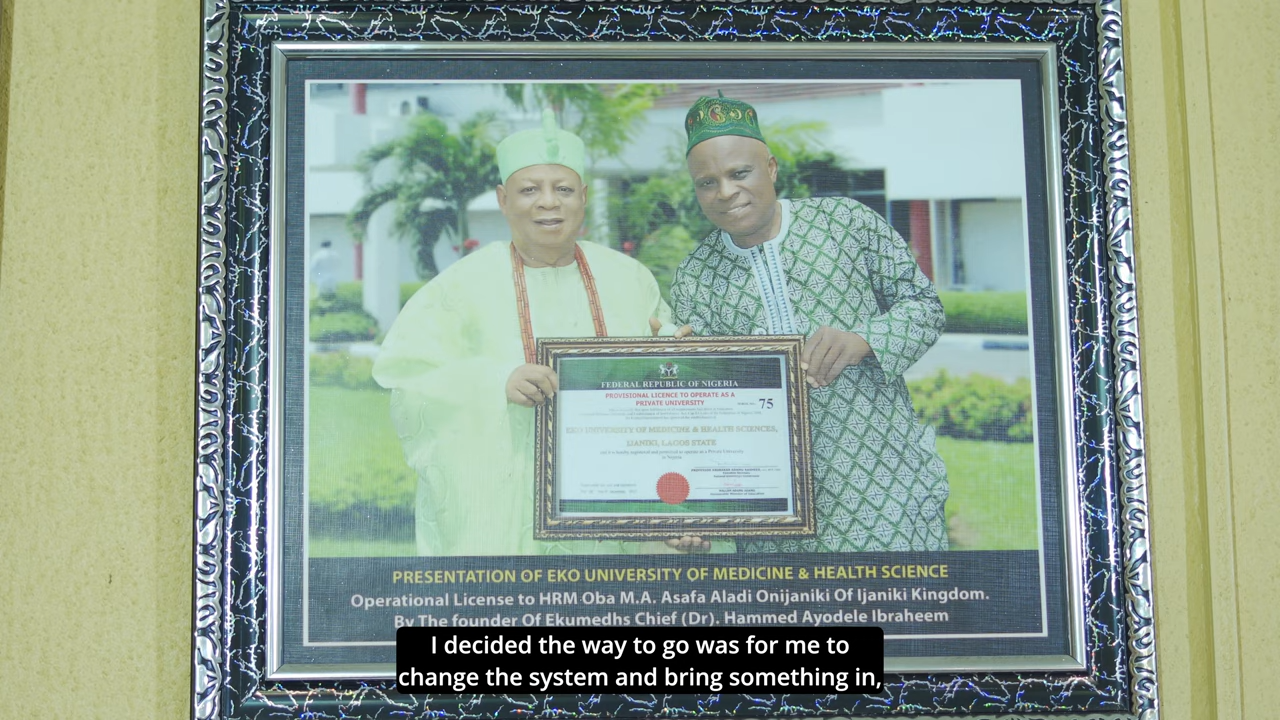 FEDERAL REPUBLIC OF NIGERIA
PROVISIONAL LICENCE TO OPERATE AS A
PRIVATE UNIVERSITY
75
EKO UNIVERSITY OF MEDICINE & HEALTH SCIENCES,
IJANIKI, LAGOS STATE
PRESENTATION OF EKO UNIVERSITY OF MEDICINE & HEALTH SCIENCE
Operational License to HRM Oba M.A. Asafa Aladi Onijaniki Of Ijaniki Kingdom.
By The founder Of Ekumedhs Chief (Dr). Hammed Ayodele Ibraheem
I decided the way to go was for me to
change the system and bring something in,